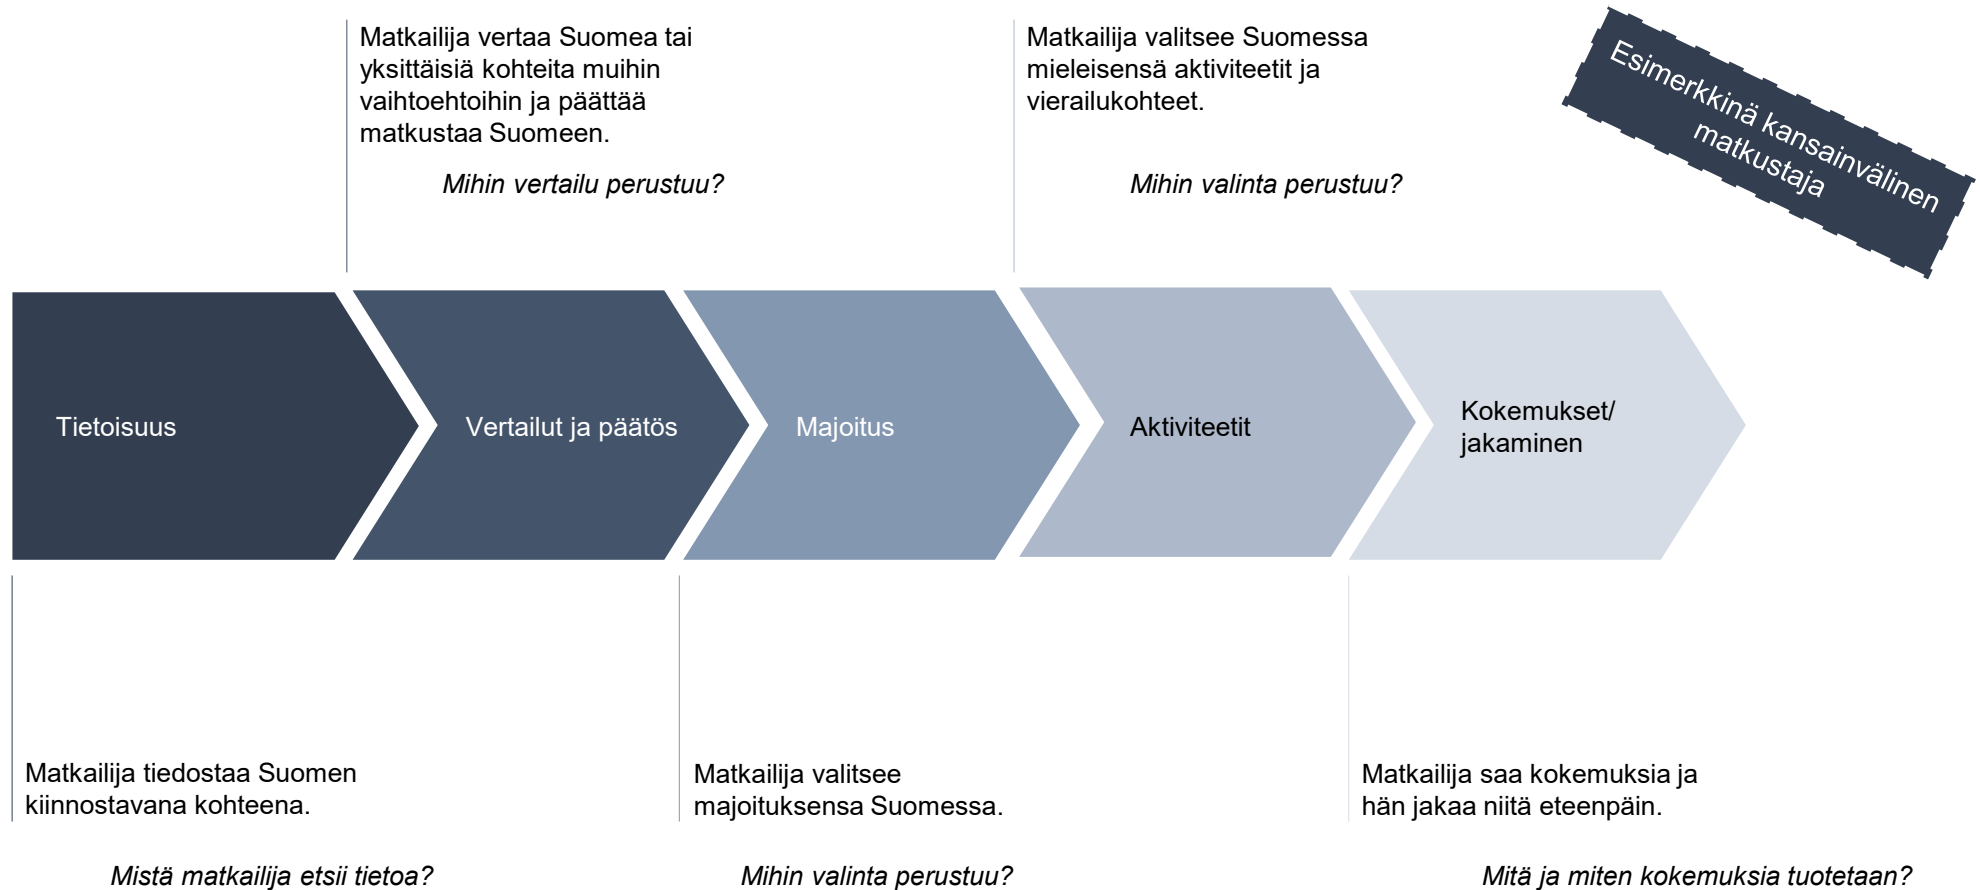 Matkailija vertaa Suomea tai
yksittäisiä kohteita muihin
vaihtoehtoihin ja päättää
matkustaa Suomeen.
Mihin vertailu perustuu?
Matkailija valitsee Suomessa
mieleisensä aktiviteetit ja
vierailukohteet.
Mihin valinta perustuu?
Esimerkkinä kansainvälinen
matkustaja
Tietoisuus
Vertailut ja päätös
Majoitus
Aktiviteetit
Kokemukset/
jakaminen
Matkailija tiedostaa Suomen
kiinnostavana kohteena.
Mistä matkailija etsii tietoa?
Matkailija valitsee
majoituksensa Suomessa.
Mihin valinta perustuu?
Matkailija saa kokemuksia ja
hän jakaa niitä eteenpäin.
Mitä ja miten kokemuksia tuotetaan?